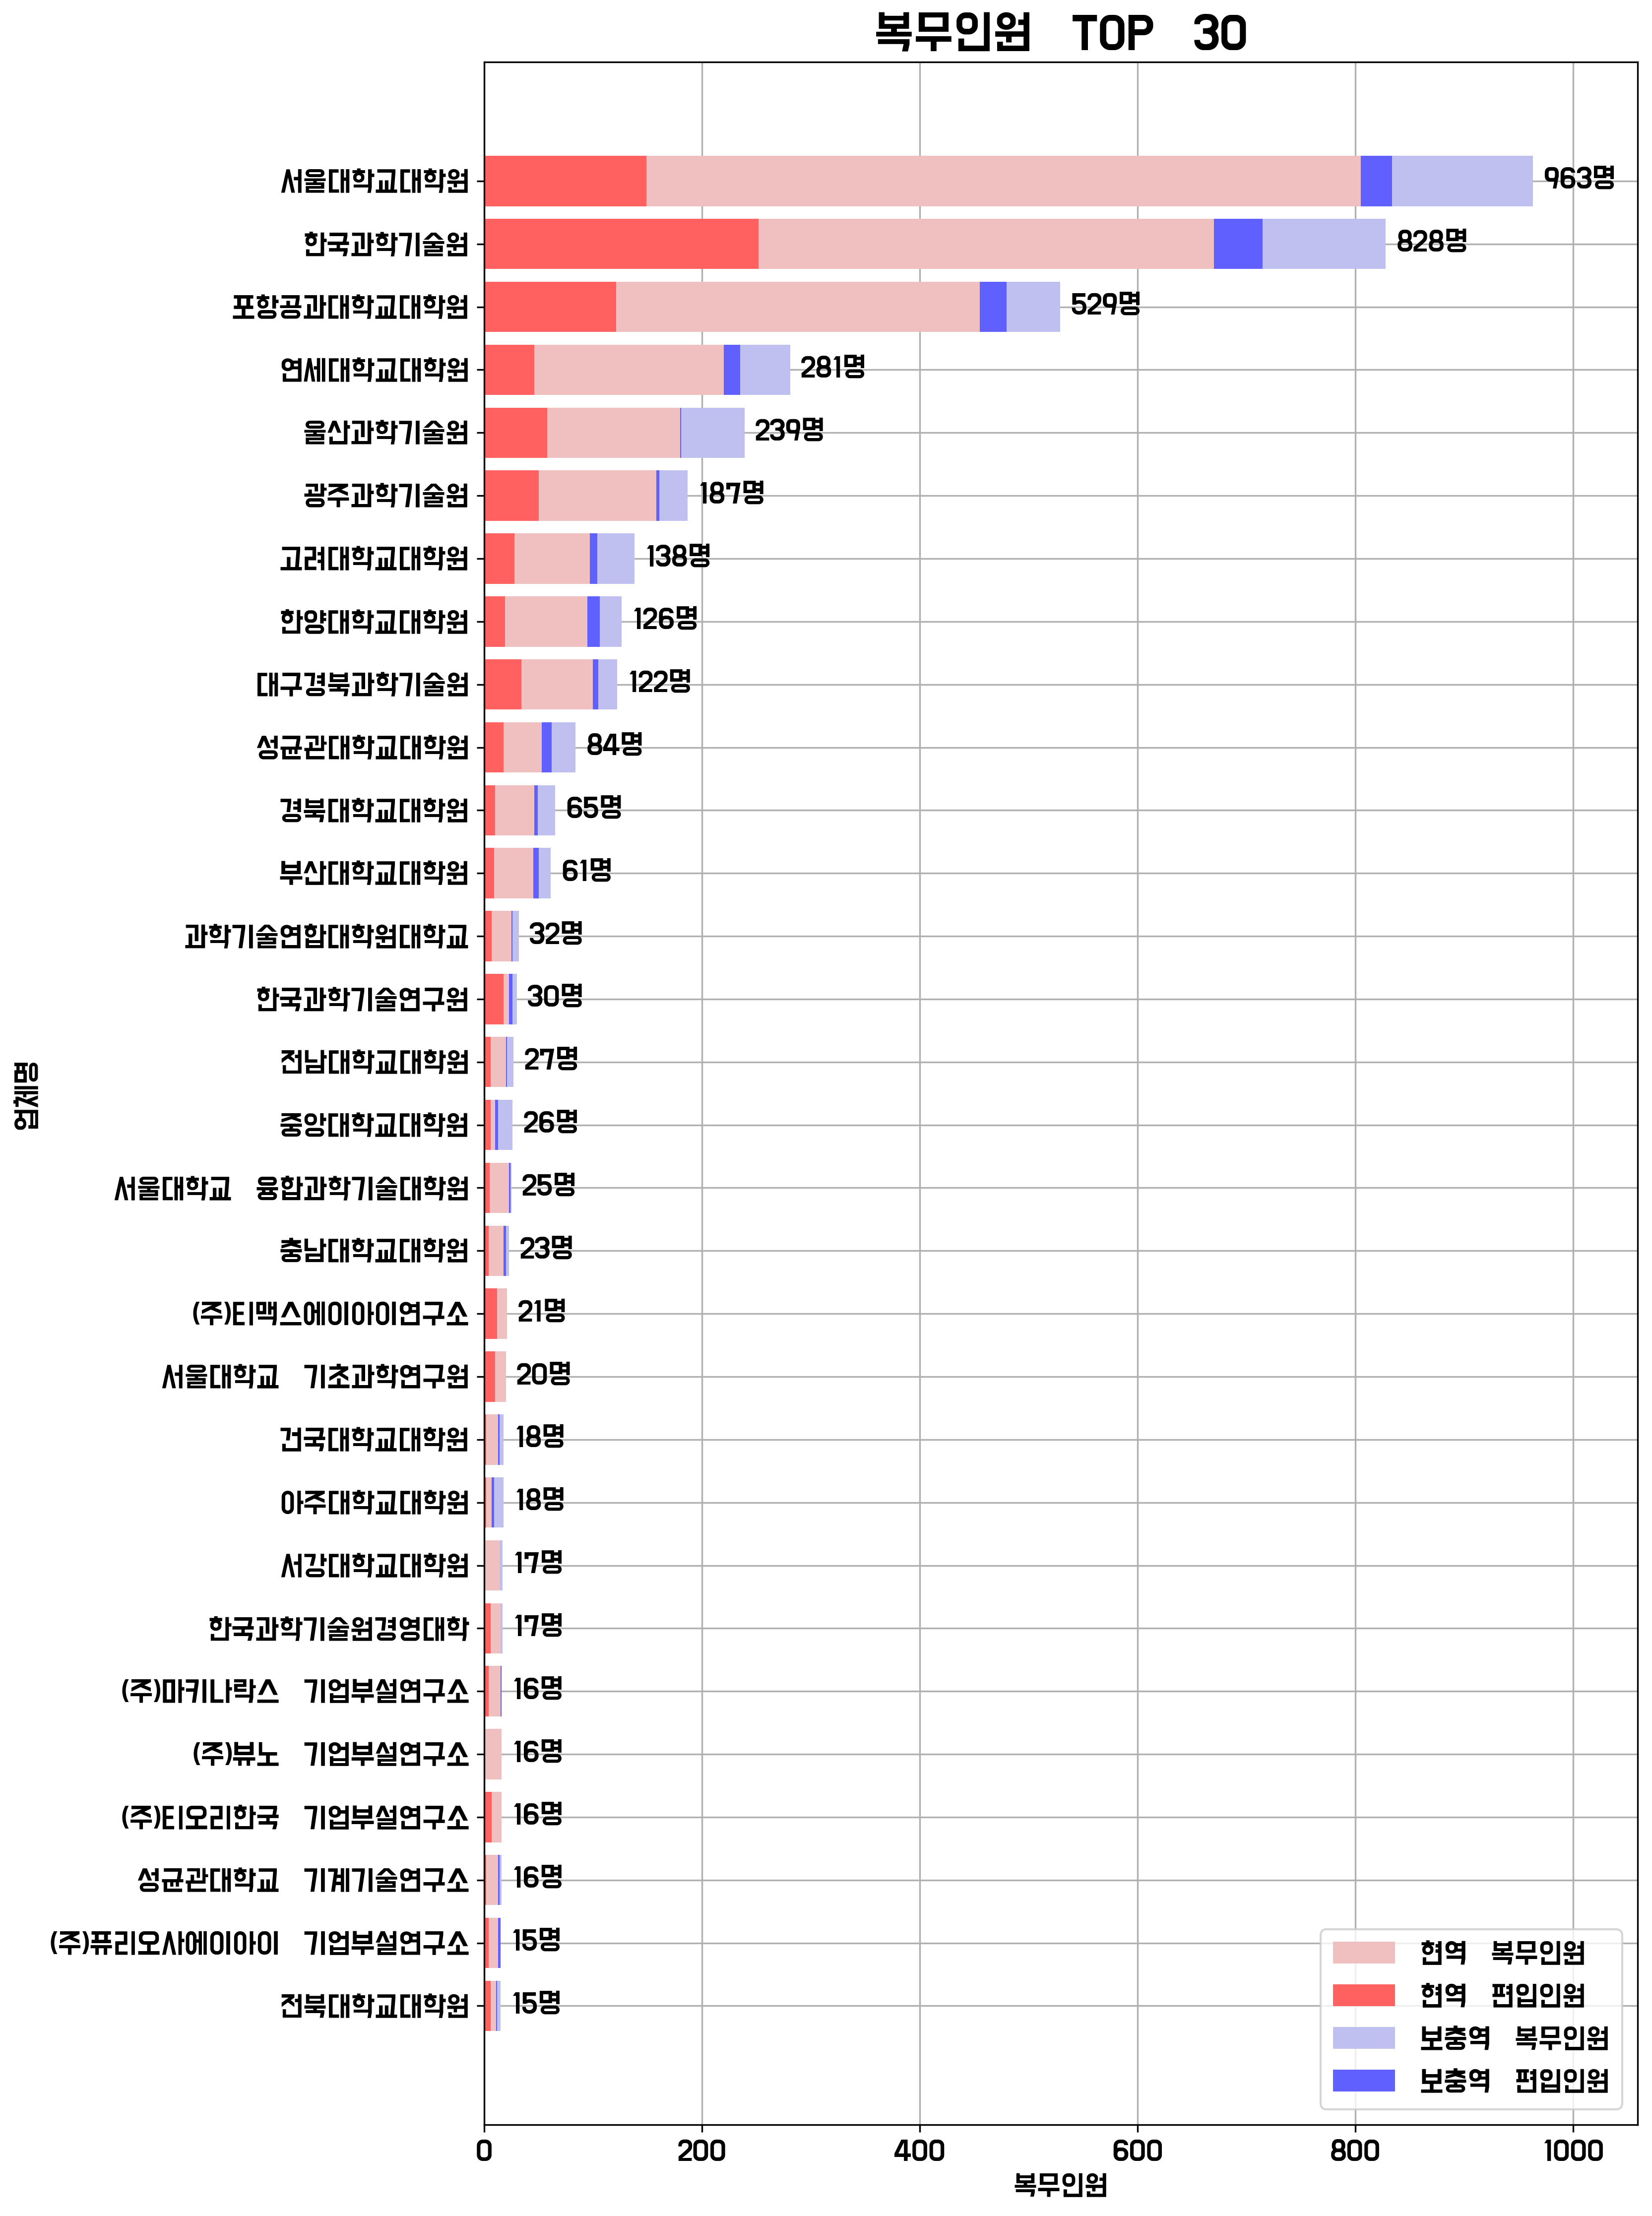 복무인원 TOP 30
서울대학교대학원 963명
한국과학기술원 828명
포항공과대학교대학원 529명
연세대학교대학원 281명
울산과학기술원 239명
광주과학기술원 187명
고려대학교대학원 138명
한양대학교대학원 126명
대구경북과학기술원 122명
성균관대학교대학원 84명
경북대학교대학원 65명
부산대학교대학원 61명
과학기술연합대학원대학교 32명
한국과학기술연구원 30명
전남대학교대학원 27명
중앙대학교대학원 26명
서울대학교 융합과학기술대학원 25명
충남대학교대학원 23명
(주)티맥스에이아이연구소 21명
서울대학교 기초과학연구원 20명
건국대학교대학원 18명
아주대학교대학원 18명
서강대학교대학원 17명
한국과학기술원경영대학 17명
(주)마키나락스 기업부설연구소 16명
(주)뷰노 기업부설연구소 16명
(주)티오리한국 기업부설연구소 16명
성균관대학교 기계기술연구소 16명
(주)퓨리오사에이아이 기업부설연구소 15명
전북대학교대학원 15명
업체명
현역 복무인원
현역 편입인원
보충역 복무인원
보충역 편입인원
0 200 400 600 800 1000
복무인원